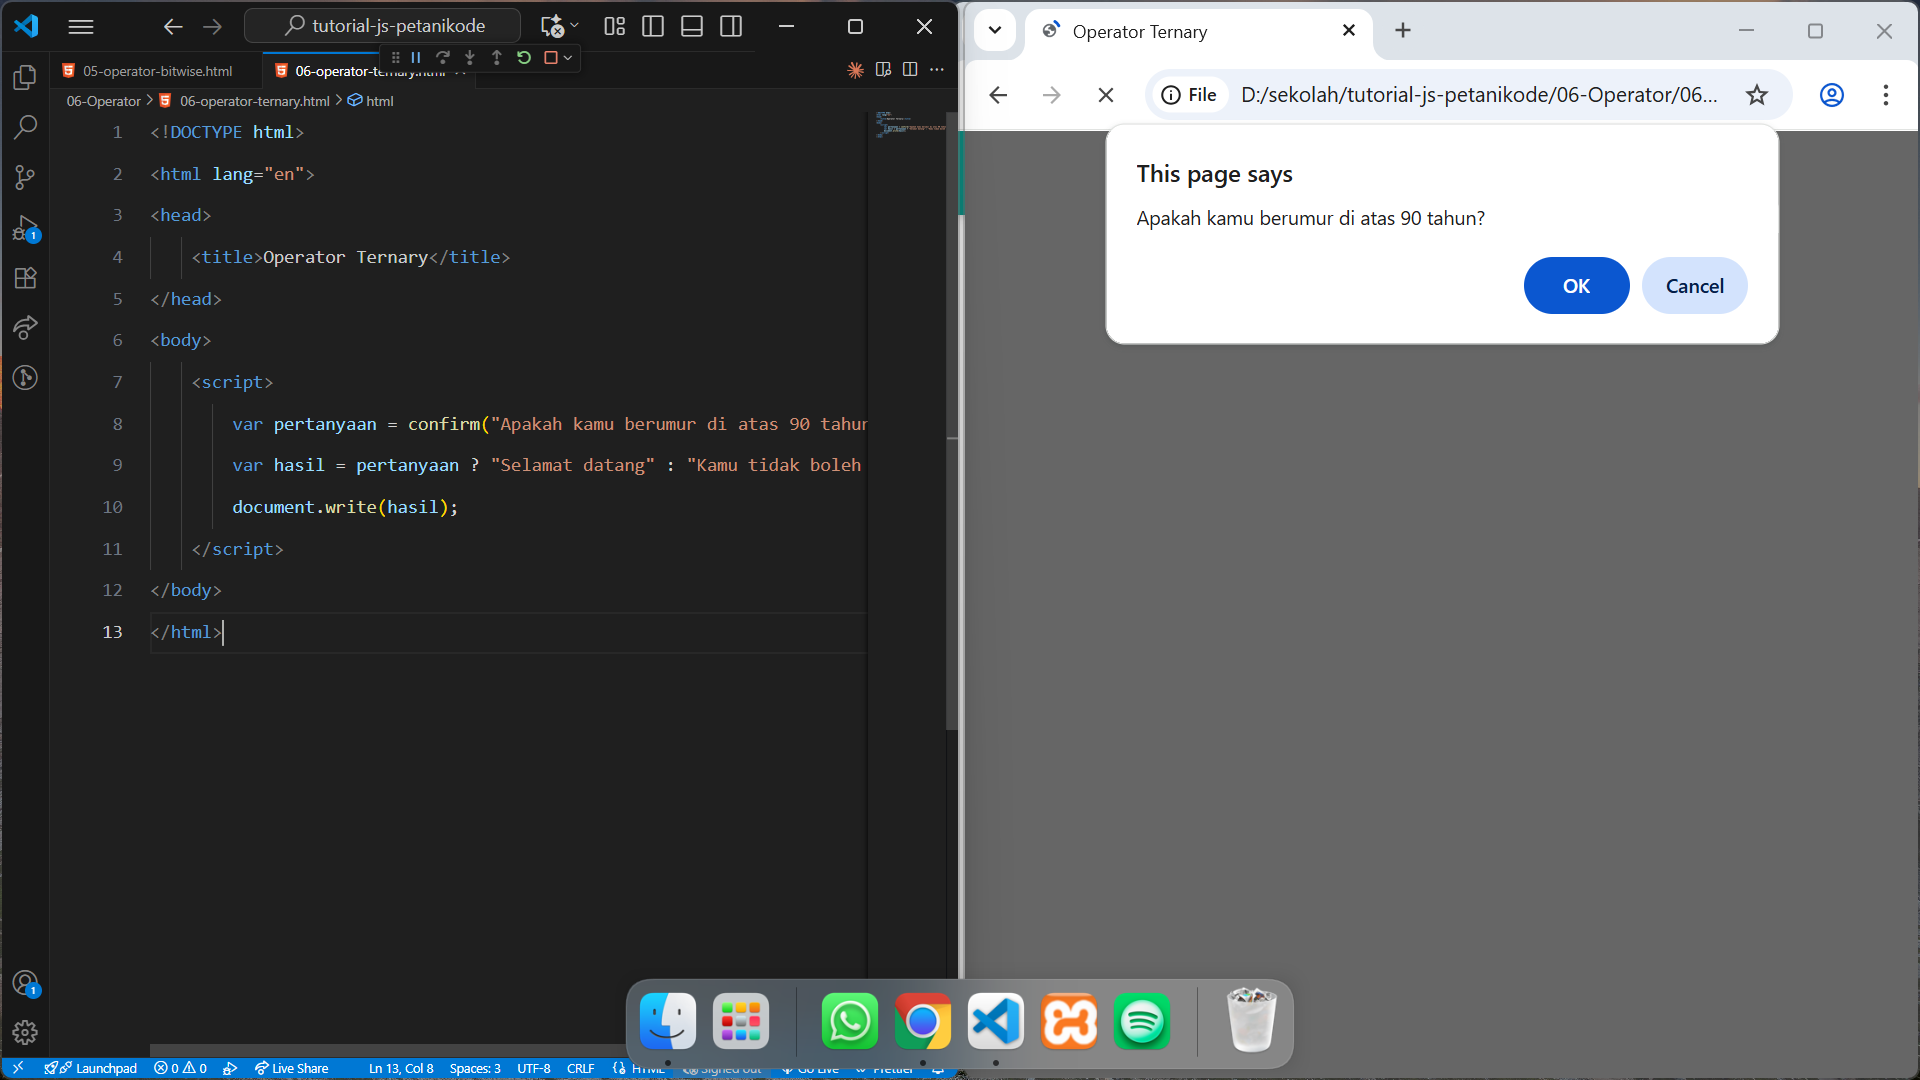 tutorial-js-petanikode
05-operator-bitwise.html
06-operator-ternary.html
06-Operator > 06-operator-ternary.html > html
1 <!DOCTYPE html>
2 <html lang="en">
3 <head>
4 <title>Operator Ternary</title>
5 </head>
6 <body>
7 <script>
8 var pertanyaan = confirm("Apakah kamu berumur di atas 90 tahun
9 var hasil = pertanyaan ? "Selamat datang" : "Kamu tidak boleh
10 document.write(hasil);
11 </script>
12 </body>
13 </html>
1
1
Launchpad
0
0
Live Share
Ln 13, Col 8
Spaces: 3
UTF-8
CRLF
HTML
Signed out
Go Live
Prettier
Operator Ternary
File
D:/sekolah/tutorial-js-petanikode/06-Operator/06...
This page says
Apakah kamu berumur di atas 90 tahun?
OK
Cancel